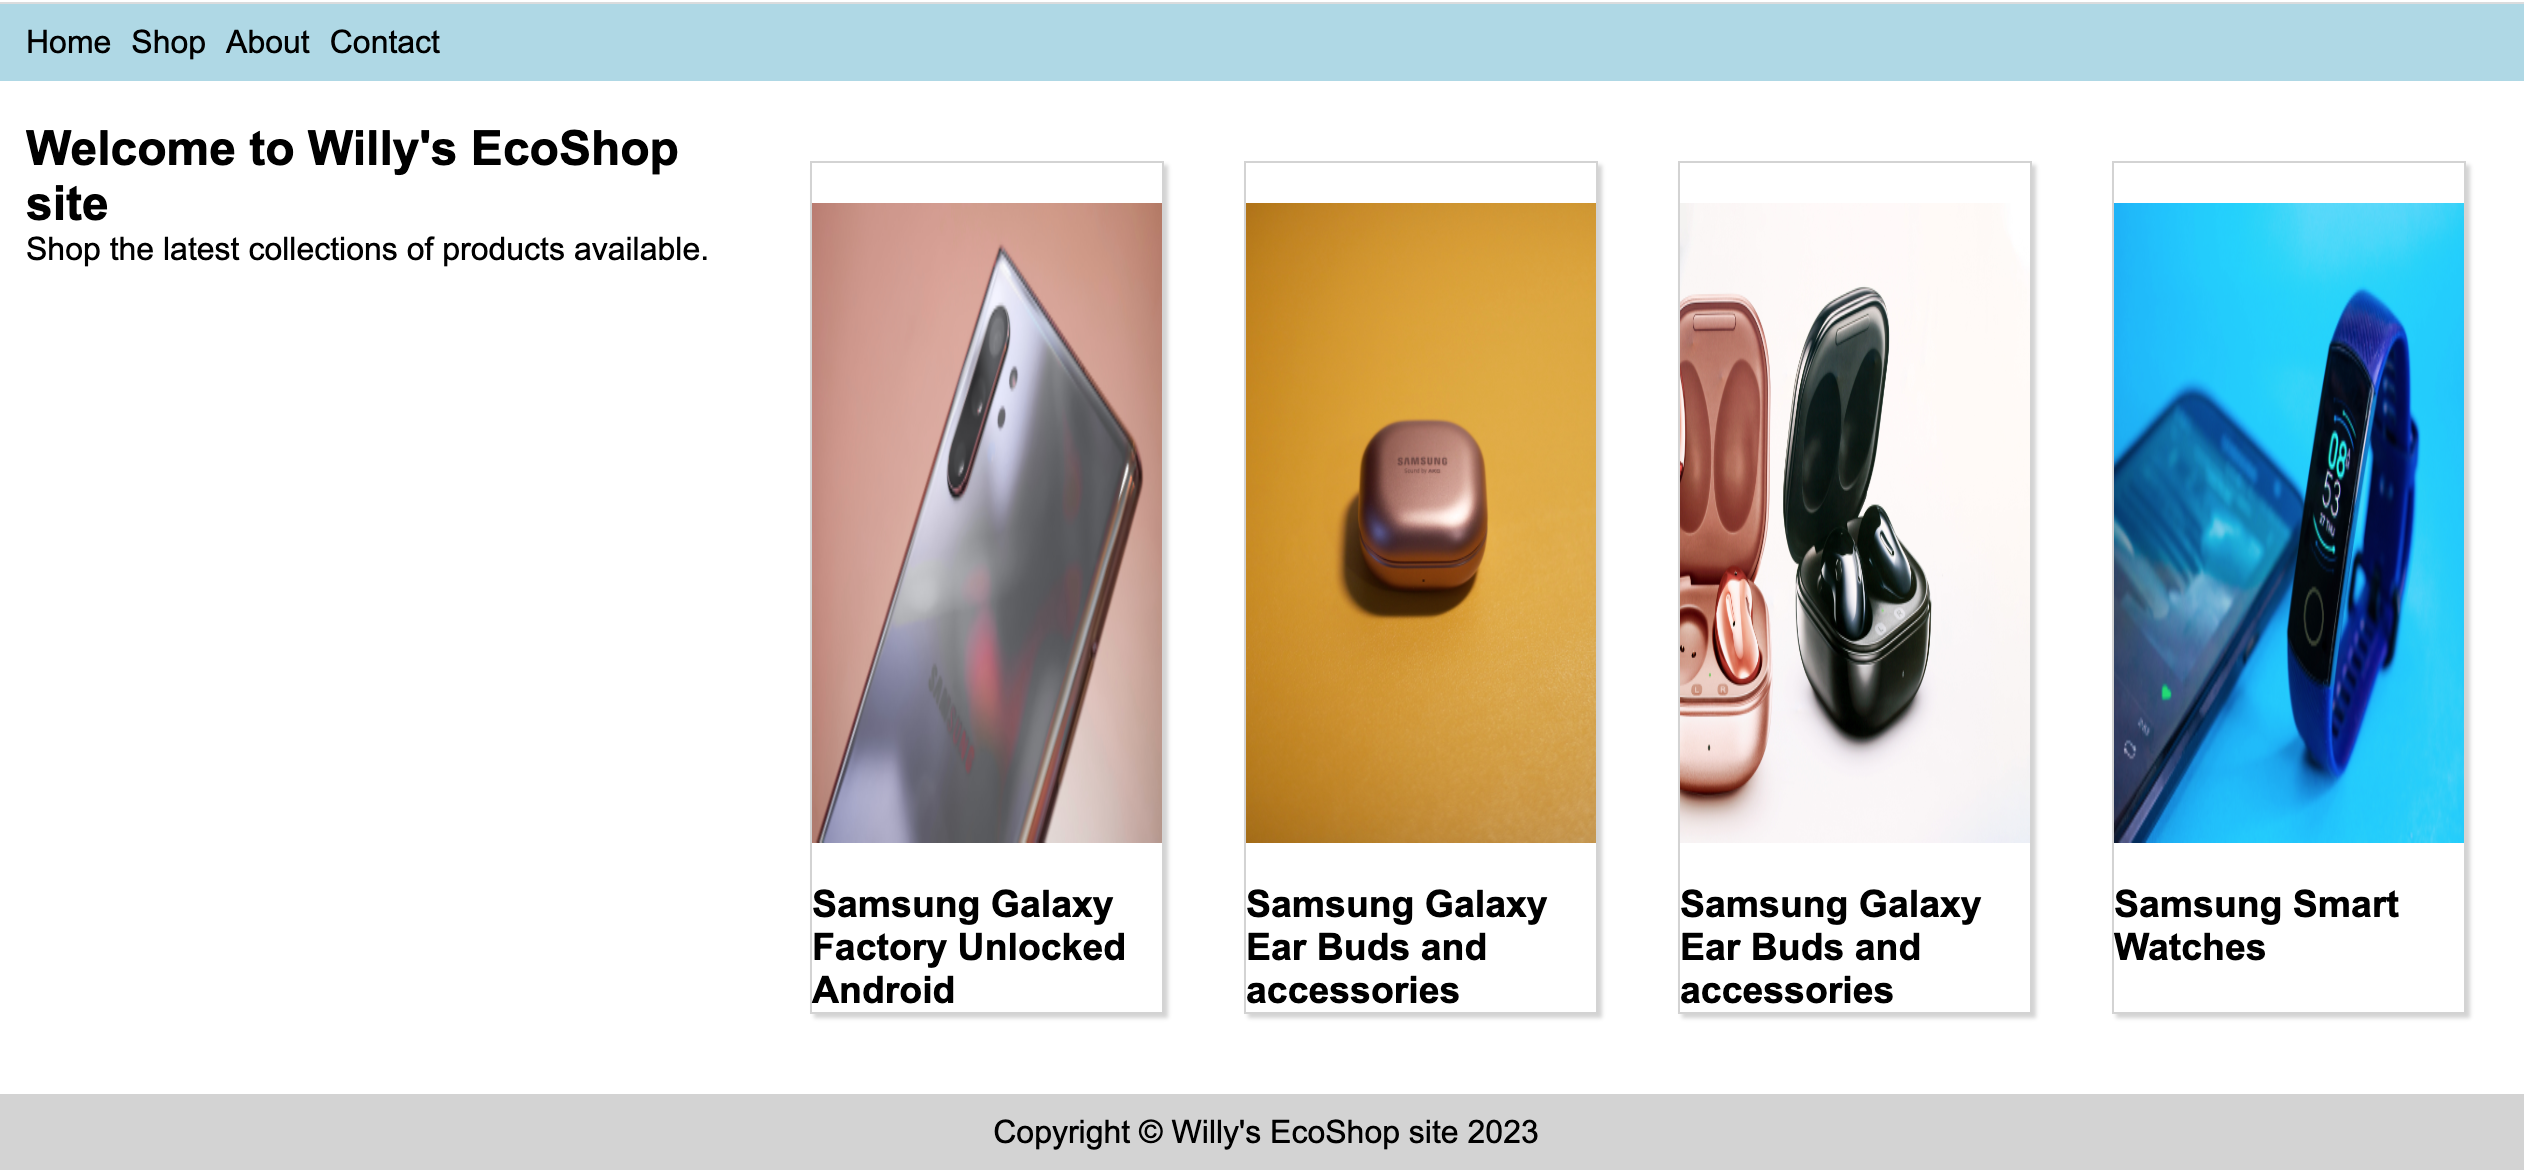 Home Shop About Contact
Welcome to Willy's EcoShop
site
Shop the latest collections of products available.
SAMSUNG
SAMSUNG
08
53
Samsung Galaxy
Factory Unlocked
Android
Samsung Galaxy
Ear Buds and
accessories
Samsung Galaxy
Ear Buds and
accessories
Samsung Smart
Watches
Copyright © Willy's EcoShop site 2023